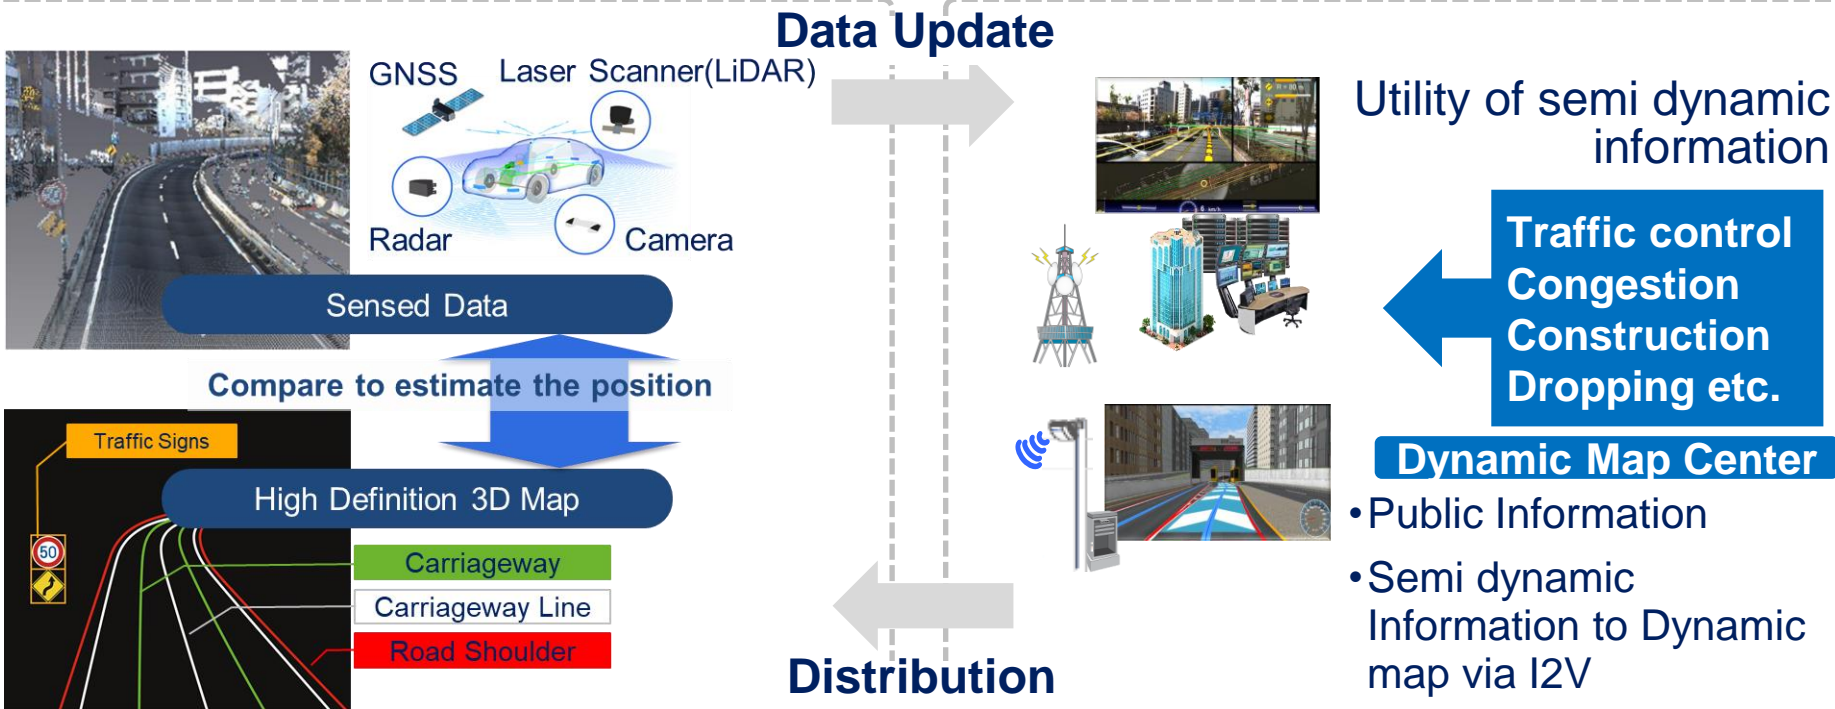 Data Update
GNSS
Laser Scanner(LiDAR)
Radar
Camera
Sensed Data
Compare to estimate the position
Traffic Signs
High Definition 3D Map
50
Carriageway
Carriageway Line
Road Shoulder
Distribution
Utility of semi dynamic
information
Traffic control
Congestion
Construction
Dropping etc.
Dynamic Map Center
•Public Information
•Semi dynamic
Information to Dynamic
map via I2V